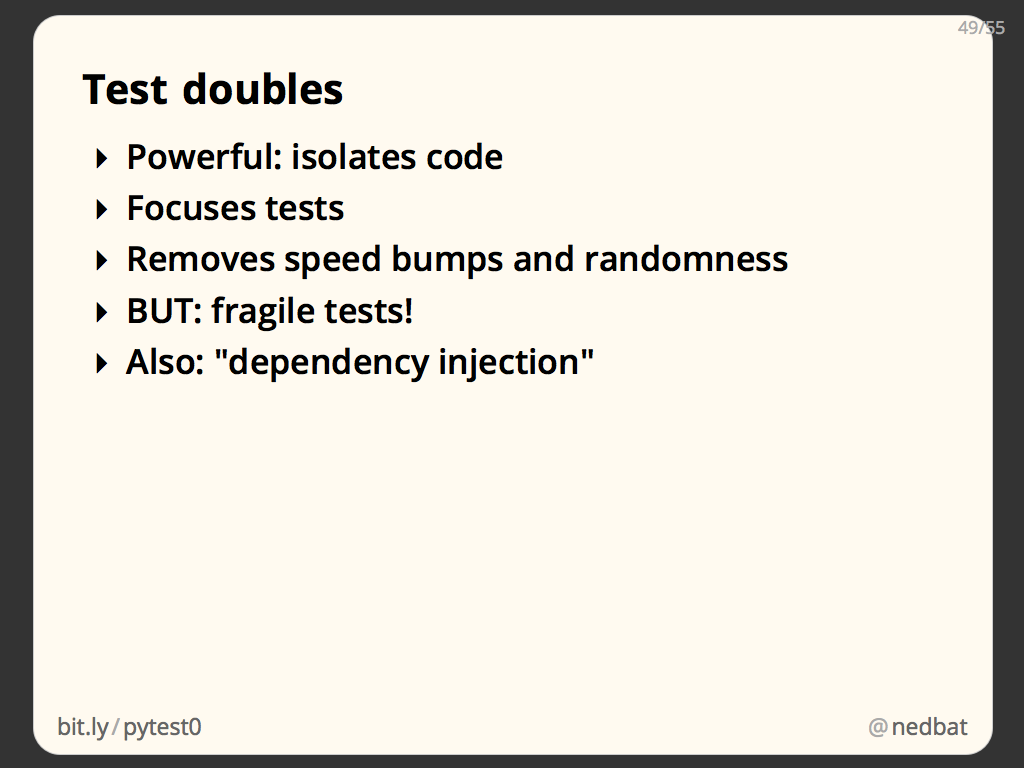 49/55
Test doubles
Powerful: isolates code
Focuses tests
Removes speed bumps and randomness
BUT: fragile tests!
Also: "dependency injection"
bit.ly/pytest0
@nedbat